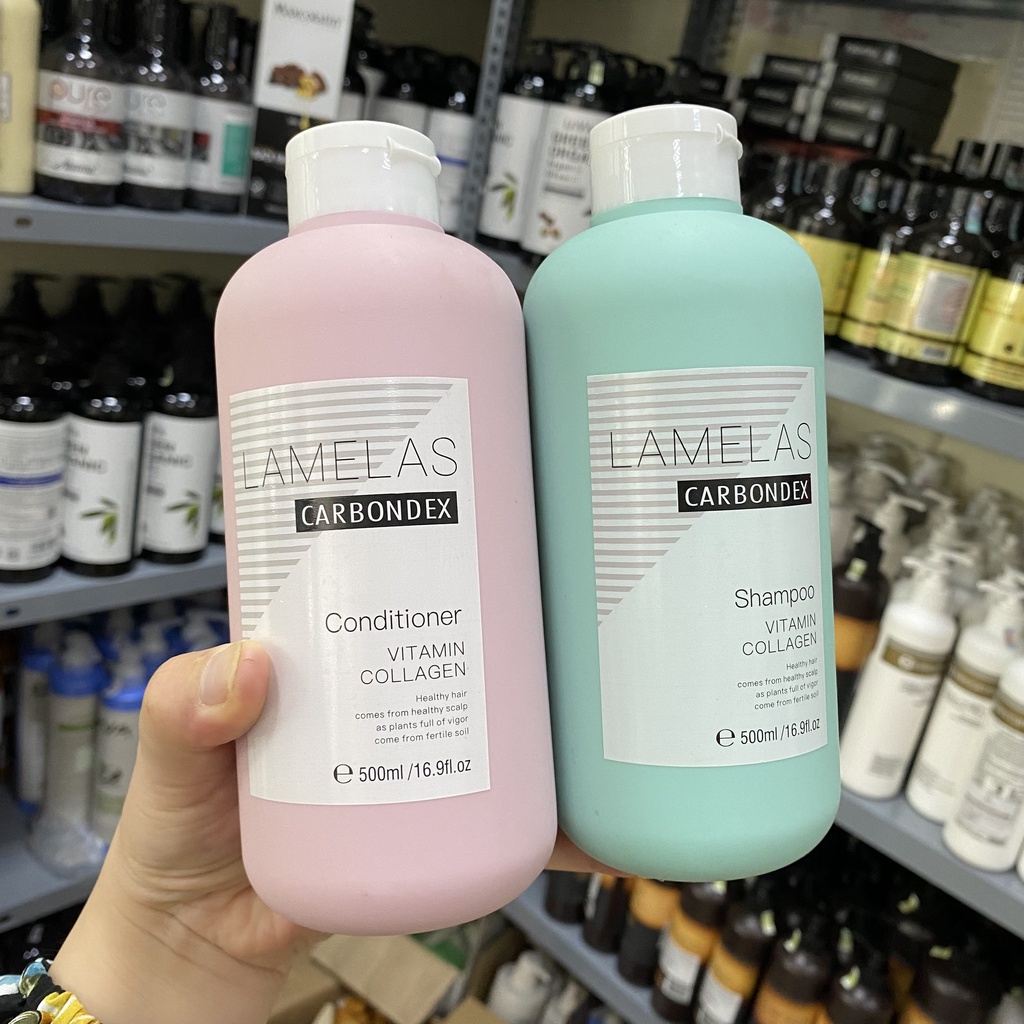 pure
LAMELAS
CARBONDEX
Conditioner
VITAMIN
COLLAGEN
Healthy hair
comes from healthy scalp
as plants full of vigor
come from fertile soil
e 500ml /16.9fl.oz
LAMELAS
CARBONDEX
Shampoo
VITAMIN
COLLAGEN
Healthy hair
comes from healthy scalp
as plants full of vigor
come from fertile soil
e 500ml /16.9fl.oz